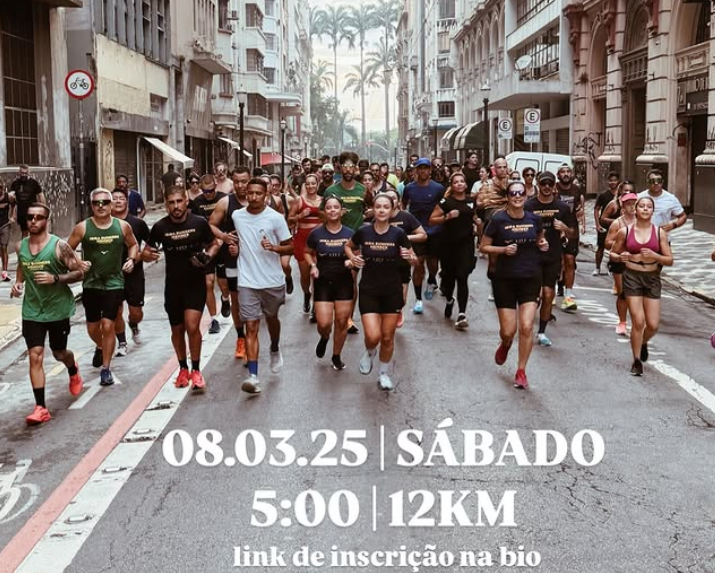 E
E
08.03.25 | SÁBADO
5:00 | 12KM
link de inscrição na bio